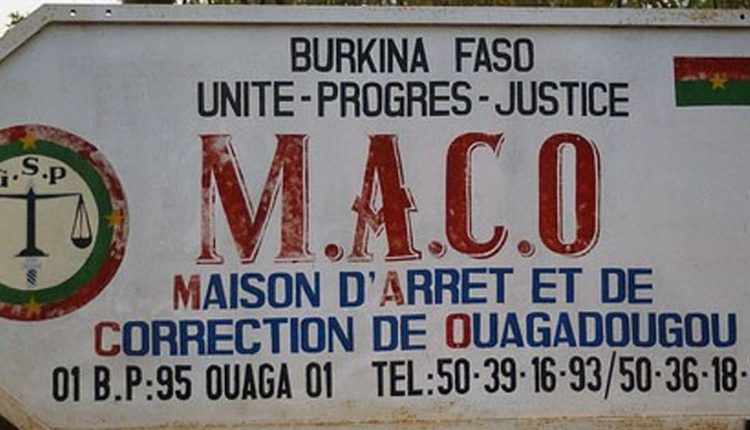 BURKINA FASO
UNITE-PROGRES-JUSTICE
G.S.P
M.A.C.O
MAISON D'ARRET ET DE
CORRECTION DE OUAGADOUGOU
01 B.P:95 OUAGA 01 TEL:50-39-16-93/50-36-18-